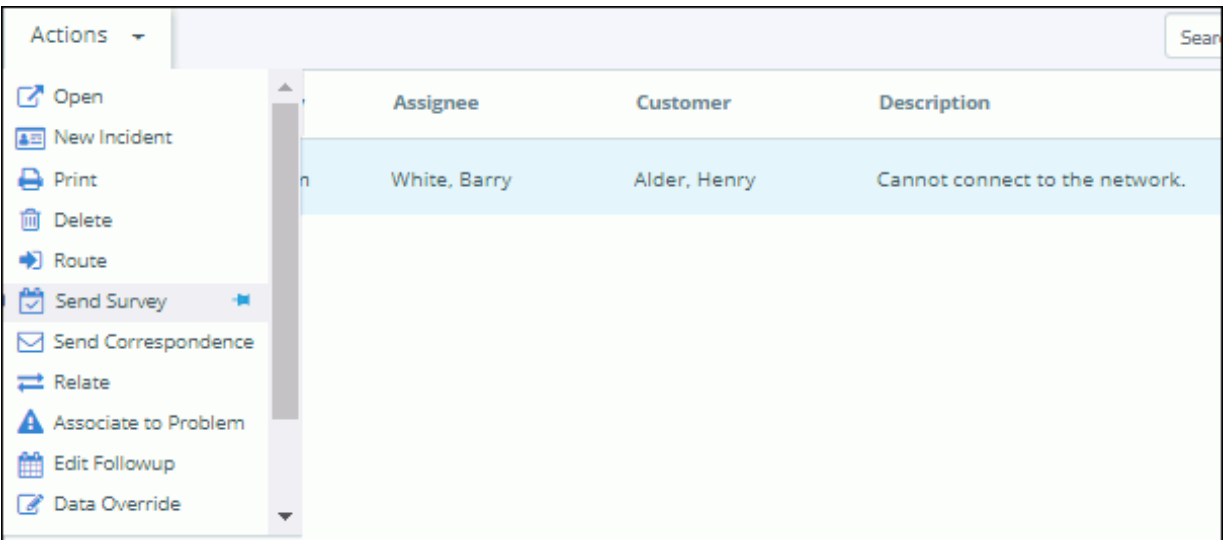 Actions
Open
New Incident
Print
Delete
Route
Send Survey
Send Correspondence
Relate
Associate to Problem
Edit Followup
Data Override
Assignee Customer Description
White, Barry Alder, Henry Cannot connect to the network.